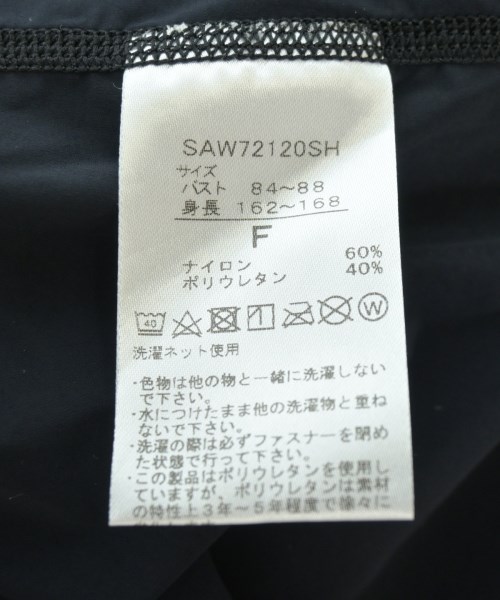 SAW72120SH
サイズ
バスト 84～88
身長 162～168
F
ナイロン 60%
ポリウレタン 40%
40
W
洗濯ネット使用
・色物は他の物と一緒に洗濯しない
で下さい。
・水につけたまま他の洗濯物と重ね
ないで下さい。
・洗濯の際は必ずファスナーを閉め
た状態で行って下さい。
・この製品はポリウレタンを使用し
ていますが、ポリウレタンは素材
の特性上3年～5年程度で徐々に